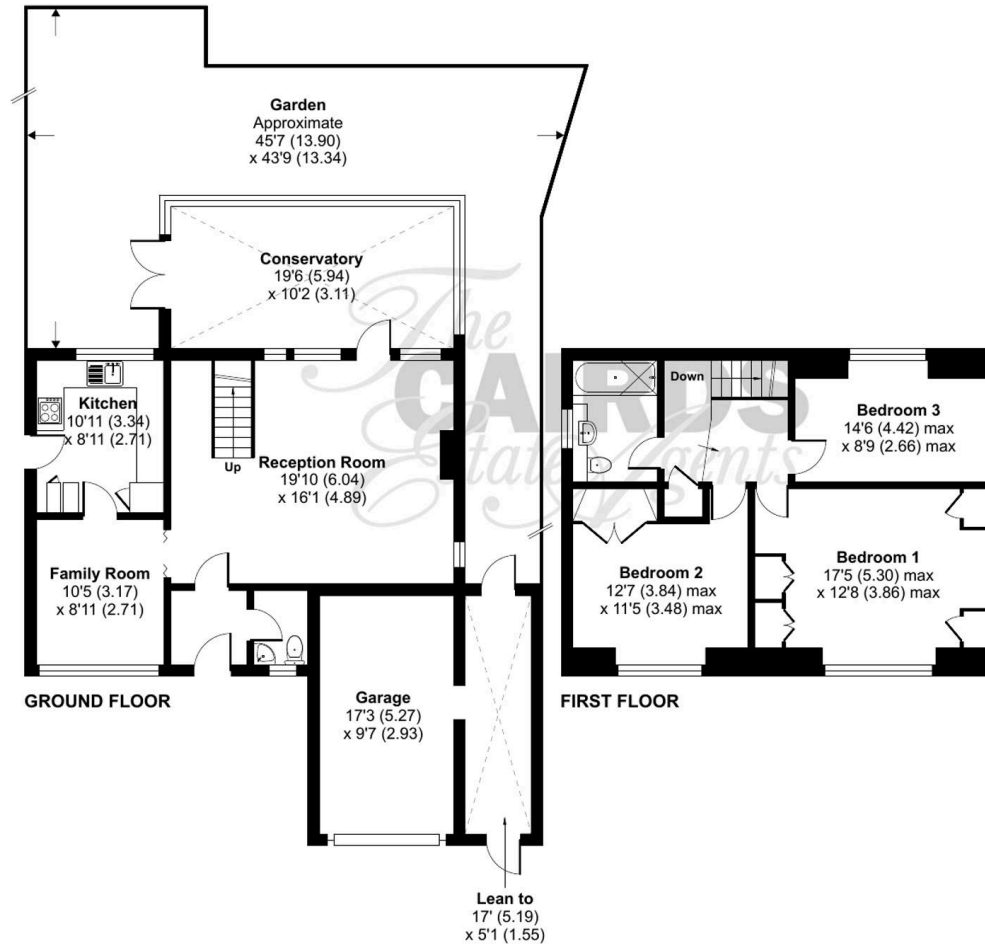 Garden
Approximate
45'7 (13.90)
x 43'9 (13.34)
Conservatory
19'6 (5.94)
x 10'2 (3.11)
Kitchen
10'11 (3.34)
x 8'11 (2.71)
Up
Reception Room
19'10 (6.04)
x 16'1 (4.89)
Family Room
10'5 (3.17)
x 8'11 (2.71)
GROUND FLOOR
Garage
17'3 (5.27)
x 9'7 (2.93)
Lean to
17' (5.19)
x 5'1 (1.55)
Down
Bedroom 3
14'6 (4.42) max
x 8'9 (2.66) max
Bedroom 2
12'7 (3.84) max
x 11'5 (3.48) max
Bedroom 1
17'5 (5.30) max
x 12'8 (3.86) max
FIRST FLOOR
The
CAIRDS
Estate Agents